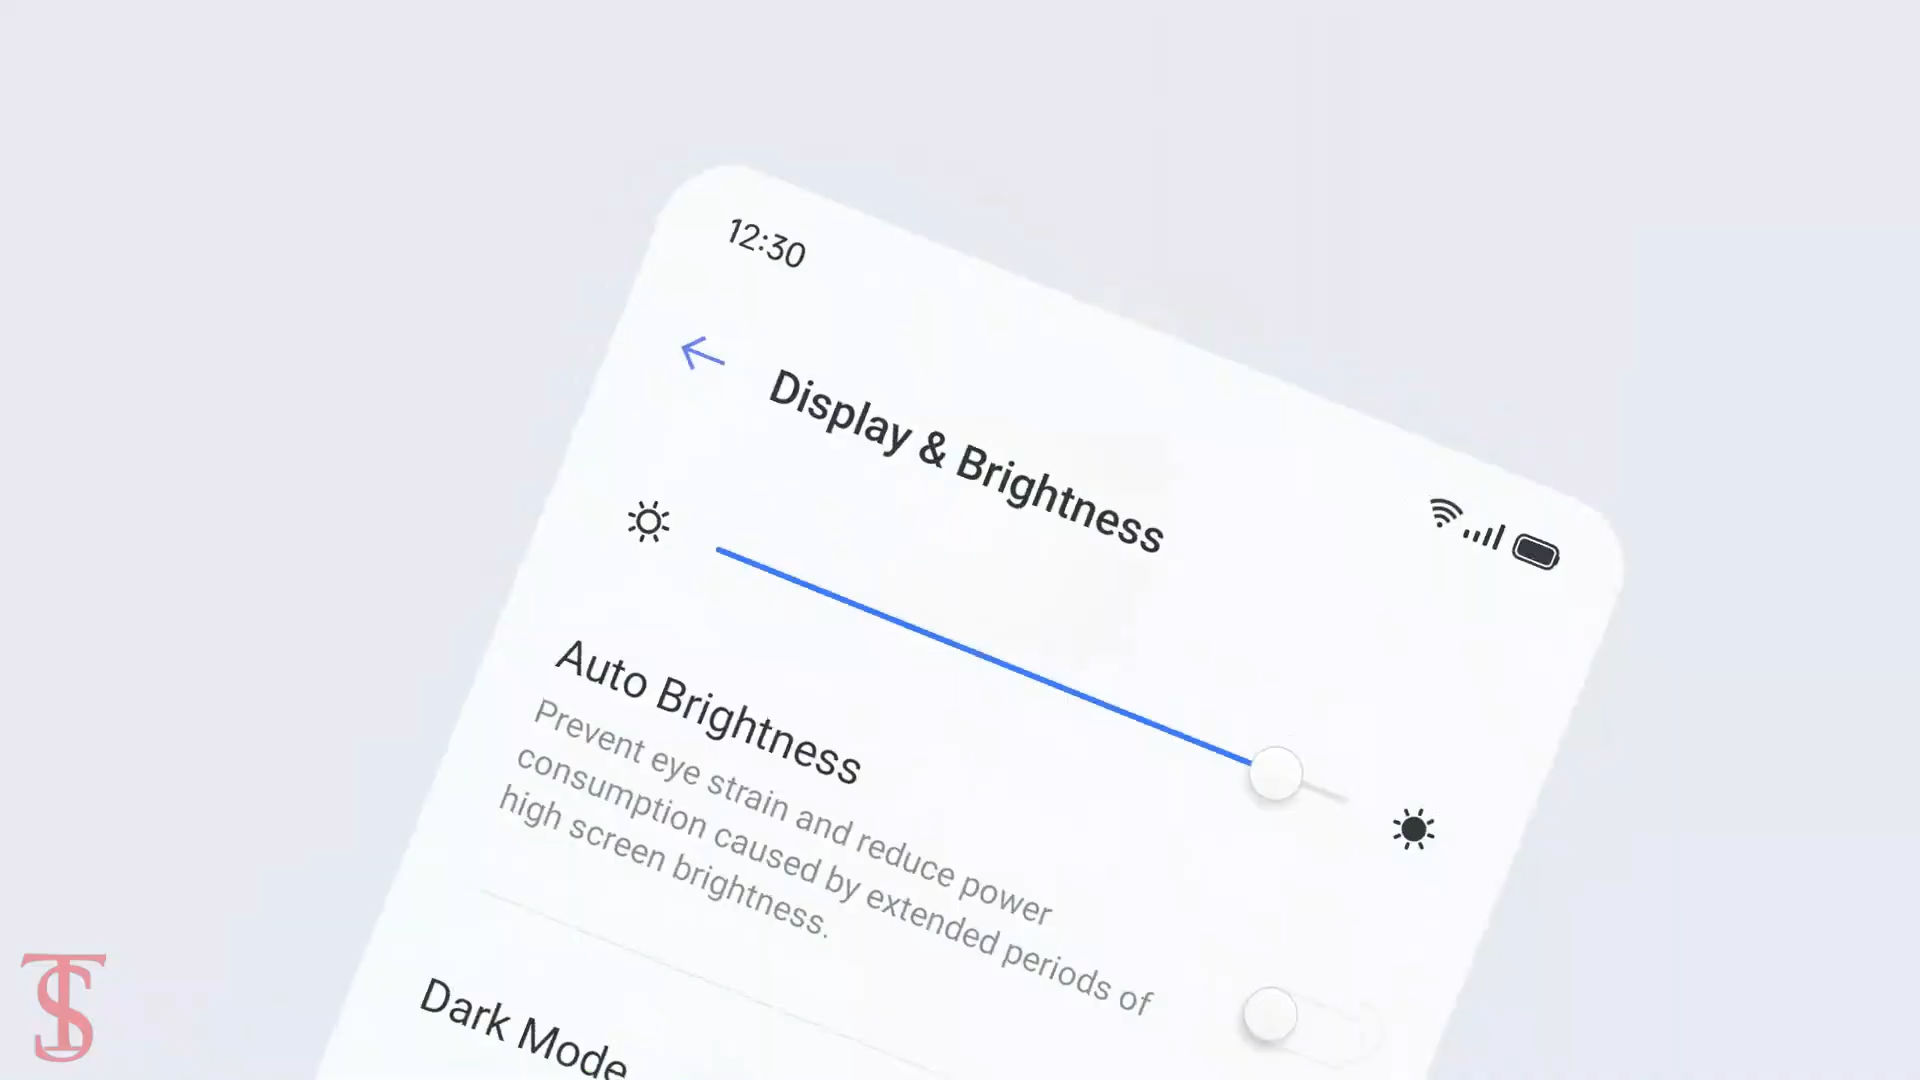 12:30
Display & Brightness
Auto Brightness
Prevent eye strain and reduce power
consumption caused by extended periods of
high screen brightness.
Dark Mode
TS